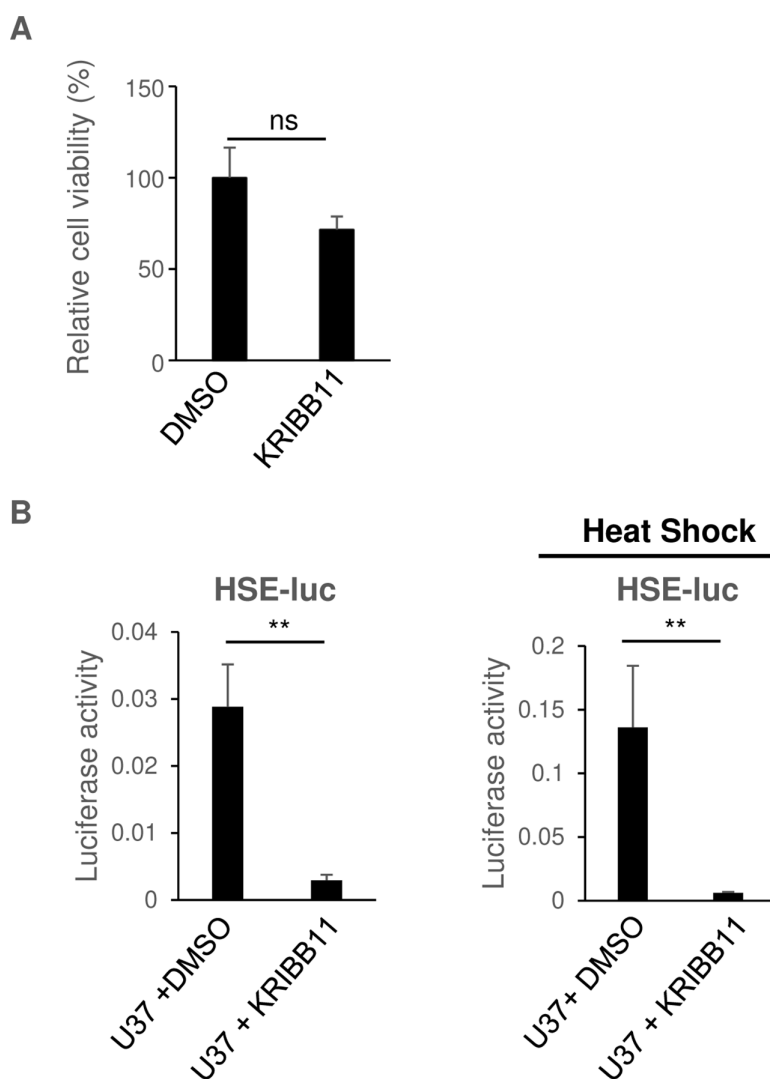 A
Relative cell viability (%)
150
100
50
0
ns
DMSO
KRIBB11
B
HSE-luc
Luciferase activity
0.04
0.03
0.02
0.01
0
**
U37 +DMSO
U37 + KRIBB11
Heat Shock
HSE-luc
Luciferase activity
0.2
0.15
0.1
0.05
0
**
U37+ DMSO
U37 + KRIBB11